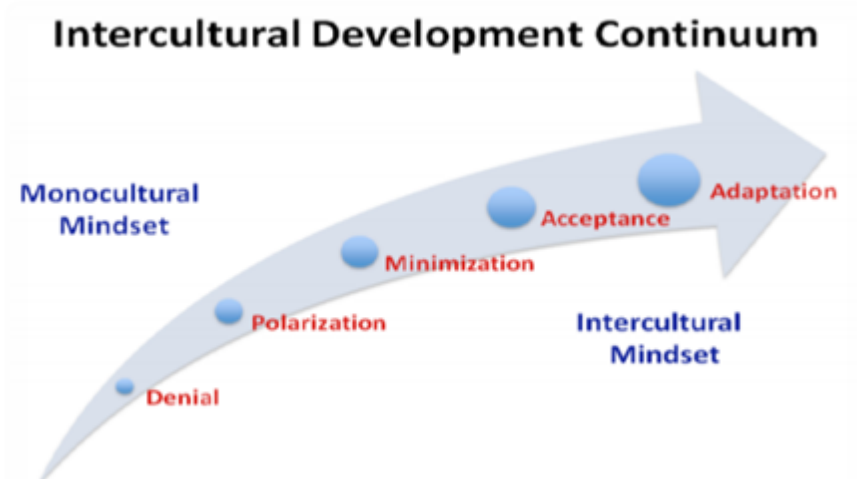 Intercultural Development Continuum
Monocultural
Mindset
Adaptation
Acceptance
Minimization
Polarization
Intercultural
Mindset
Denial